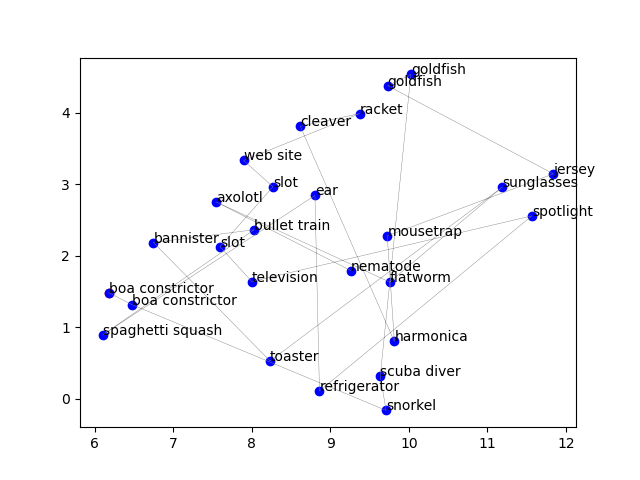 goldfish
goldfish
racket
cleaver
web site
jersey
slot
sunglasses
ear
axolotl
spotlight
bullet train
mousetrap
bannister
slot
nematode
television
flatworm
boa constrictor
boa constrictor
spaghetti squash
harmonica
toaster
scuba diver
refrigerator
snorkel
4
3
2
1
0
6 7 8 9 10 11 12